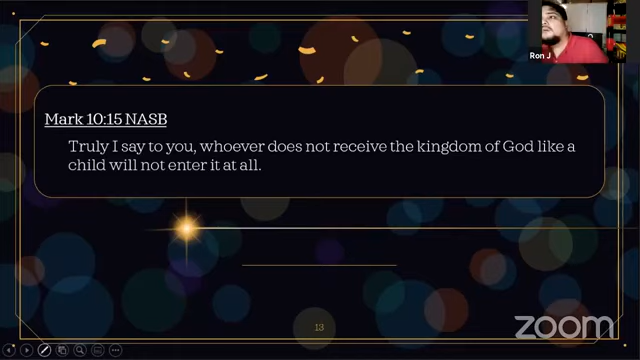 Ron J
Mark 10:15 NASB
Truly I say to you, whoever does not receive the kingdom of God like a
child will not enter it at all.
13
zoom